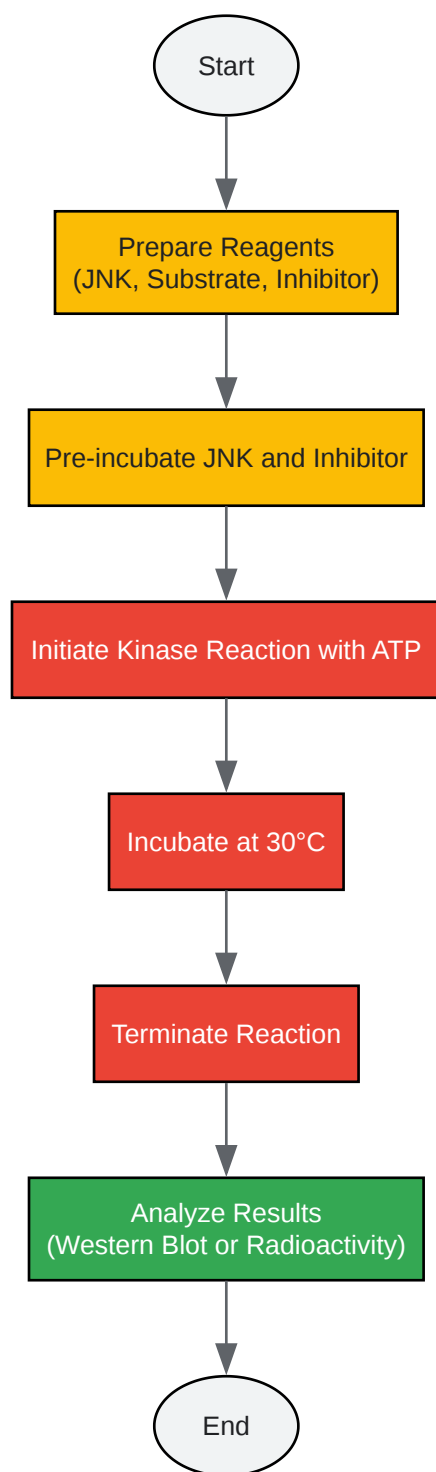 Start
Prepare Reagents
(JNK, Substrate, Inhibitor)
Pre-incubate JNK and Inhibitor
Initiate Kinase Reaction with ATP
Incubate at 30°C
Terminate Reaction
Analyze Results
(Western Blot or Radioactivity)
End